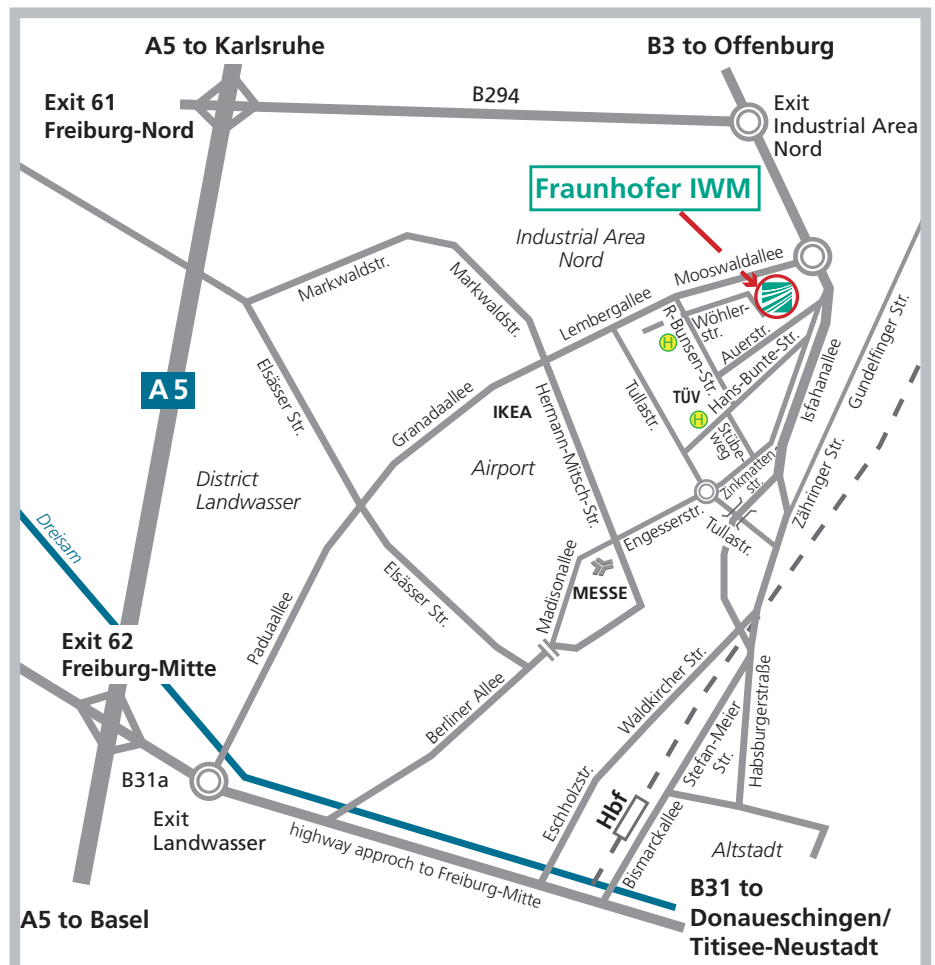 A5 to Karlsruhe
B3 to Offenburg
Exit 61
Freiburg-Nord
B294
Exit
Industrial Area
Nord
Fraunhofer IWM
Industrial Area
Nord
Mooswaldallee
Markwaldstr.
Markwaldstr.
Lembergallee
R-Bunsen-Str.
Wöhler-
str.
Auerstr.
Hans-Bunte-Str.
Isfahanallee
Gundelfinger Str.
H
A5
Elsässer Str.
Granadaallee
IKEA
Hermann-Mitsch-Str.
Tullastr.
TÜV
H
Stübe-
weg
Zinkmatten
str.
Zähringer Str.
District
Landwasser
Airport
Engesserstr.
Tullastr.
Dreisam
Elsässer Str.
Madisonallee
MESSE
Paduaallee
Exit 62
Freiburg-Mitte
Berliner Allee
Waldkircher Str.
Stefan-Meier
Str.
Habsburgerstraße
B31a
Exit
Landwasser
highway approch to Freiburg-Mitte
Eschholzstr.
Hbf
Bismarckallee
Altstadt
A5 to Basel
B31 to
Donaueschingen/
Titisee-Neustadt